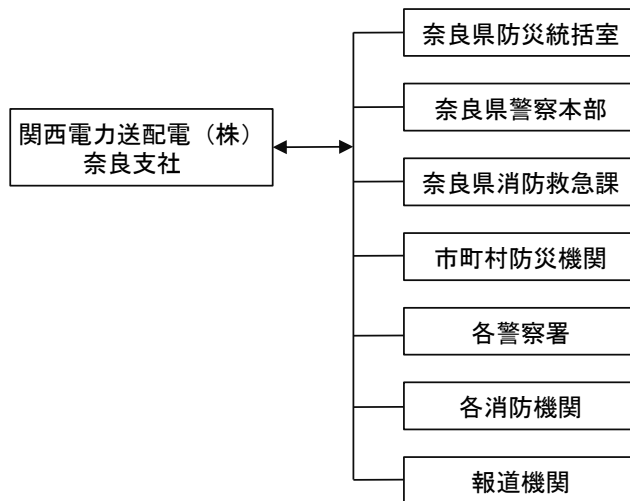 関西電力送配電（株）
奈良支社
奈良県防災統括室
奈良県警察本部
奈良県消防救急課
市町村防災機関
各警察署
各消防機関
報道機関